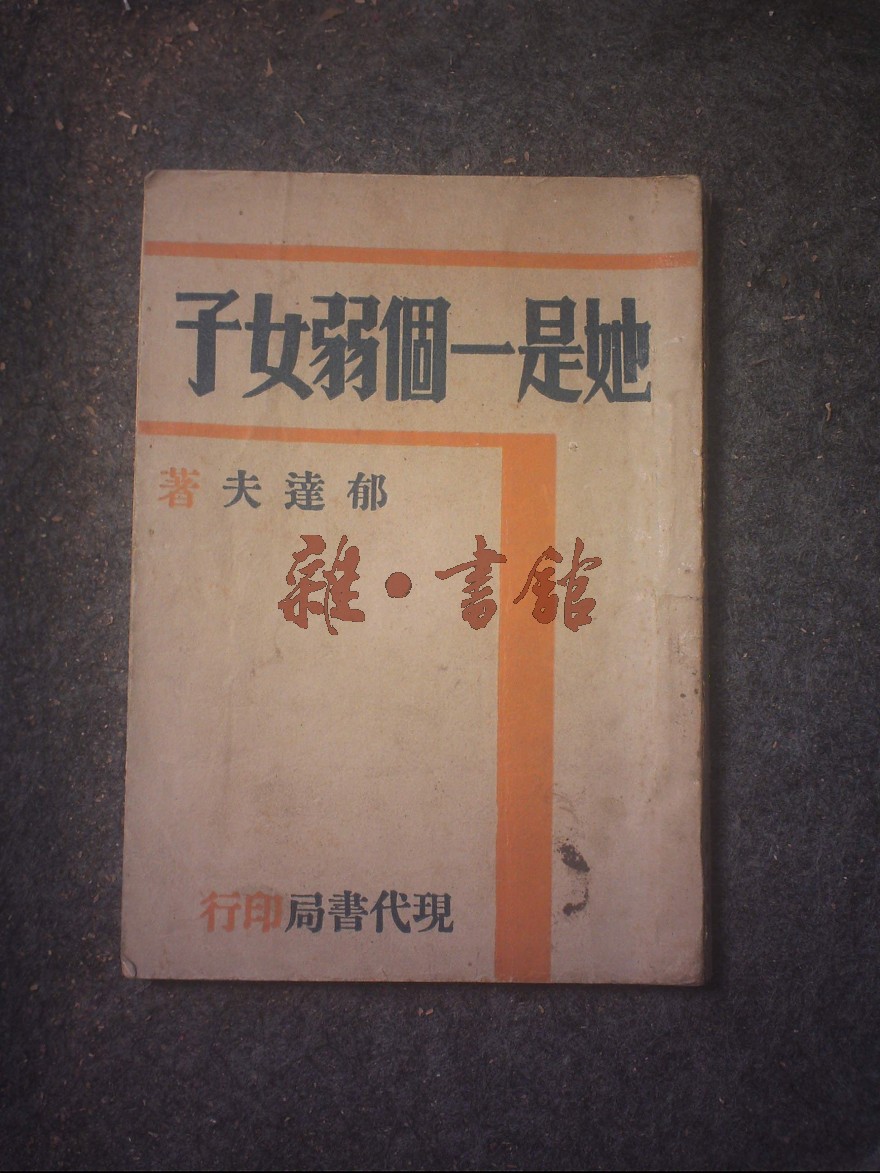 她是一個弱女子
郁達夫著
雜·書館
現代書局印行